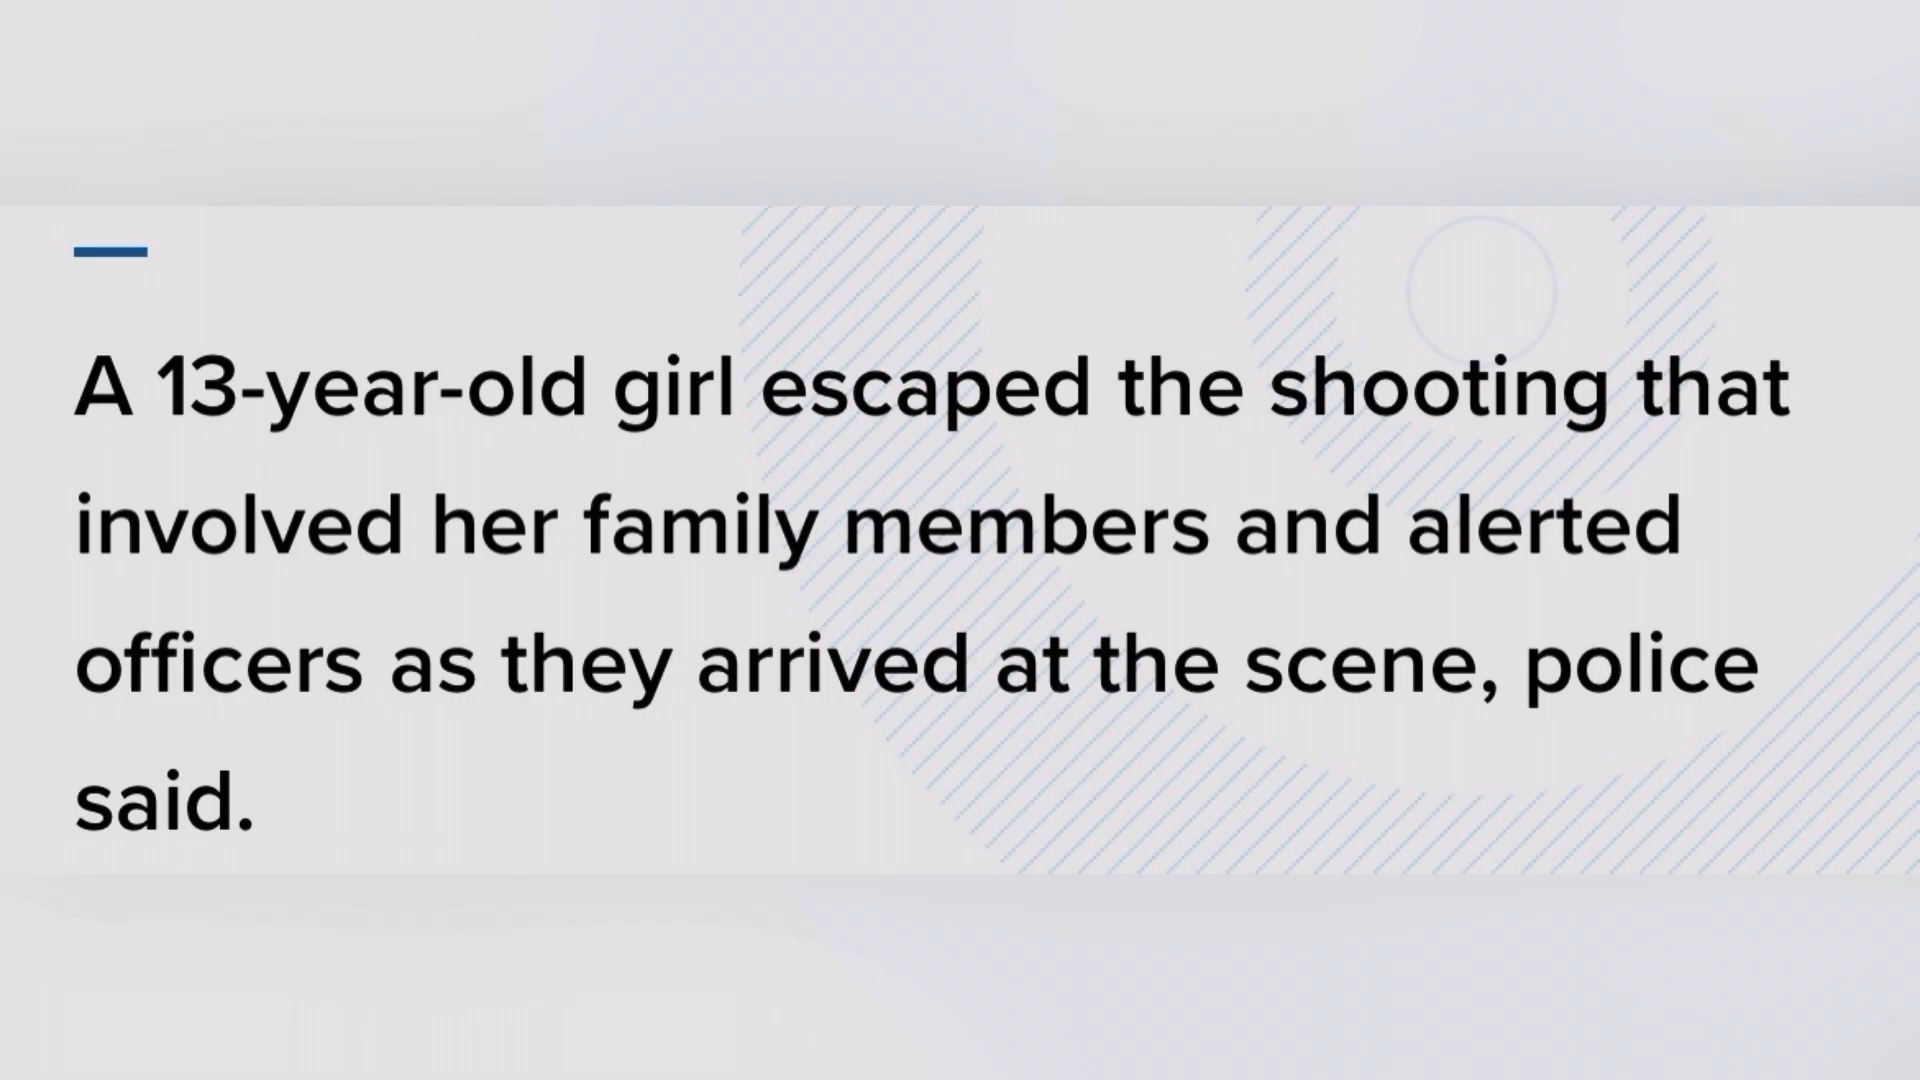 A 13-year-old girl escaped the shooting that
involved her family members and alerted
officers as they arrived at the scene, police
said.